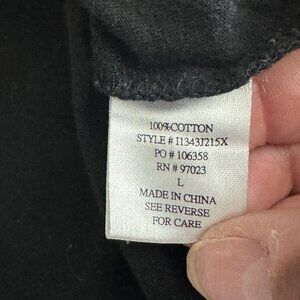 100%COTTON
STYLE # I1343J215X
PO # 106358
RN # 97023
L
MADE IN CHINA
SEE REVERSE
FOR CARE